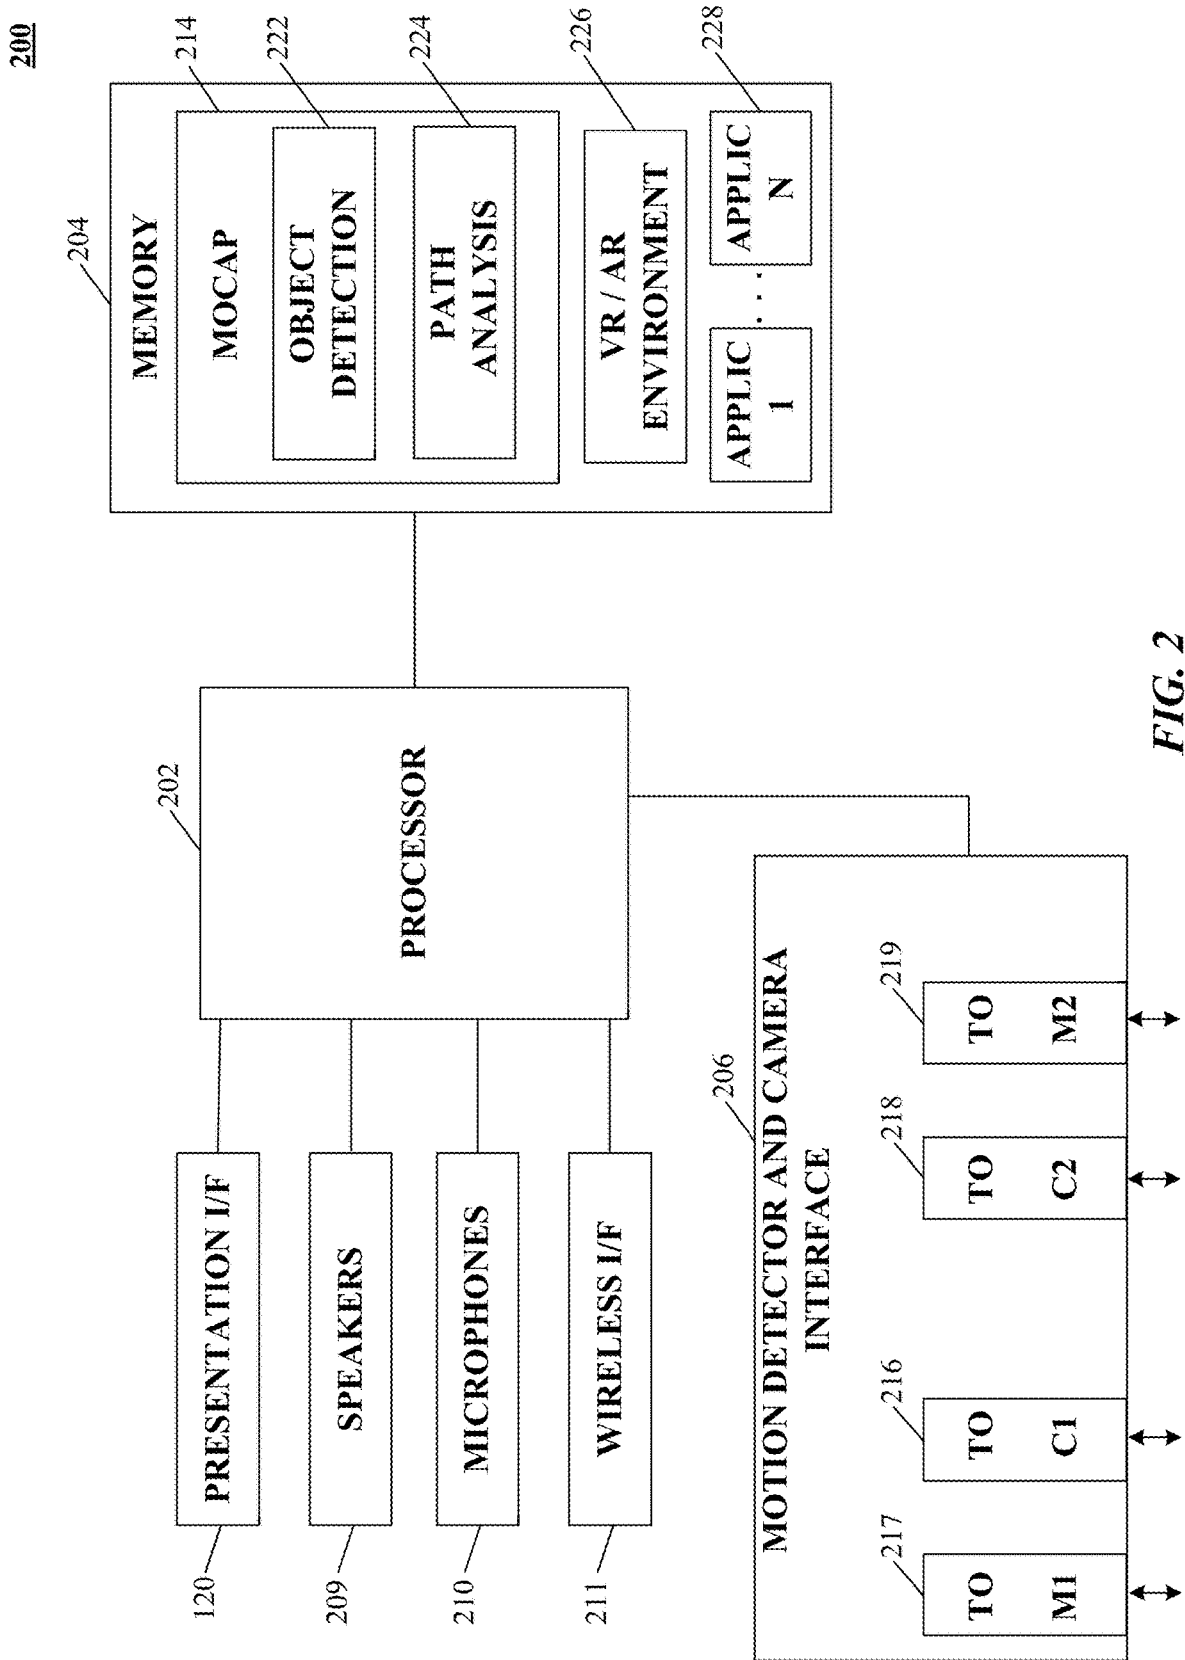 200
120
PRESENTATION I/F
209
SPEAKERS
210
MICROPHONES
211
WIRELESS I/F
202
PROCESSOR
204
MEMORY
214
MOCAP
222
OBJECT
DETECTION
224
PATH
ANALYSIS
226
VR / AR
ENVIRONMENT
228
APPLIC
1
. . . .
APPLIC
N
206
MOTION DETECTOR AND CAMERA
INTERFACE
217
TO
M1
216
TO
C1
218
TO
C2
219
TO
M2
FIG. 2